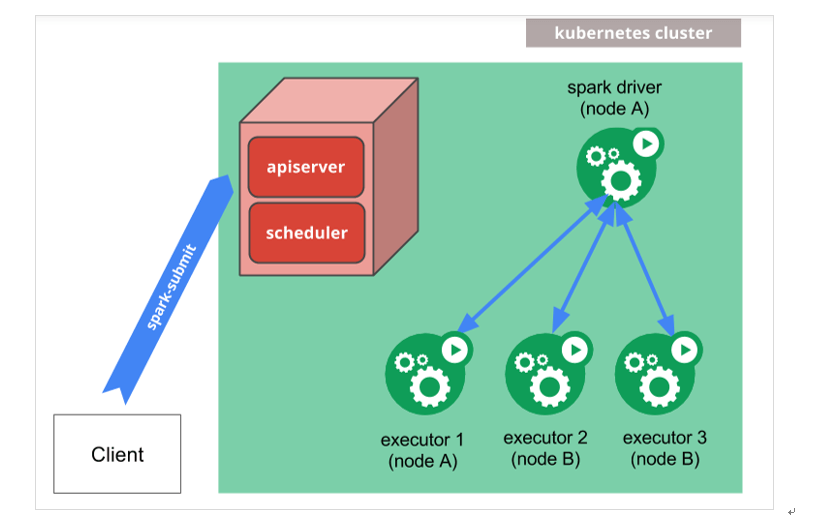 kubernetes cluster
spark driver
(node A)
apiserver
scheduler
spark-submit
Client
executor 1
(node A)
executor 2
(node B)
executor 3
(node B)